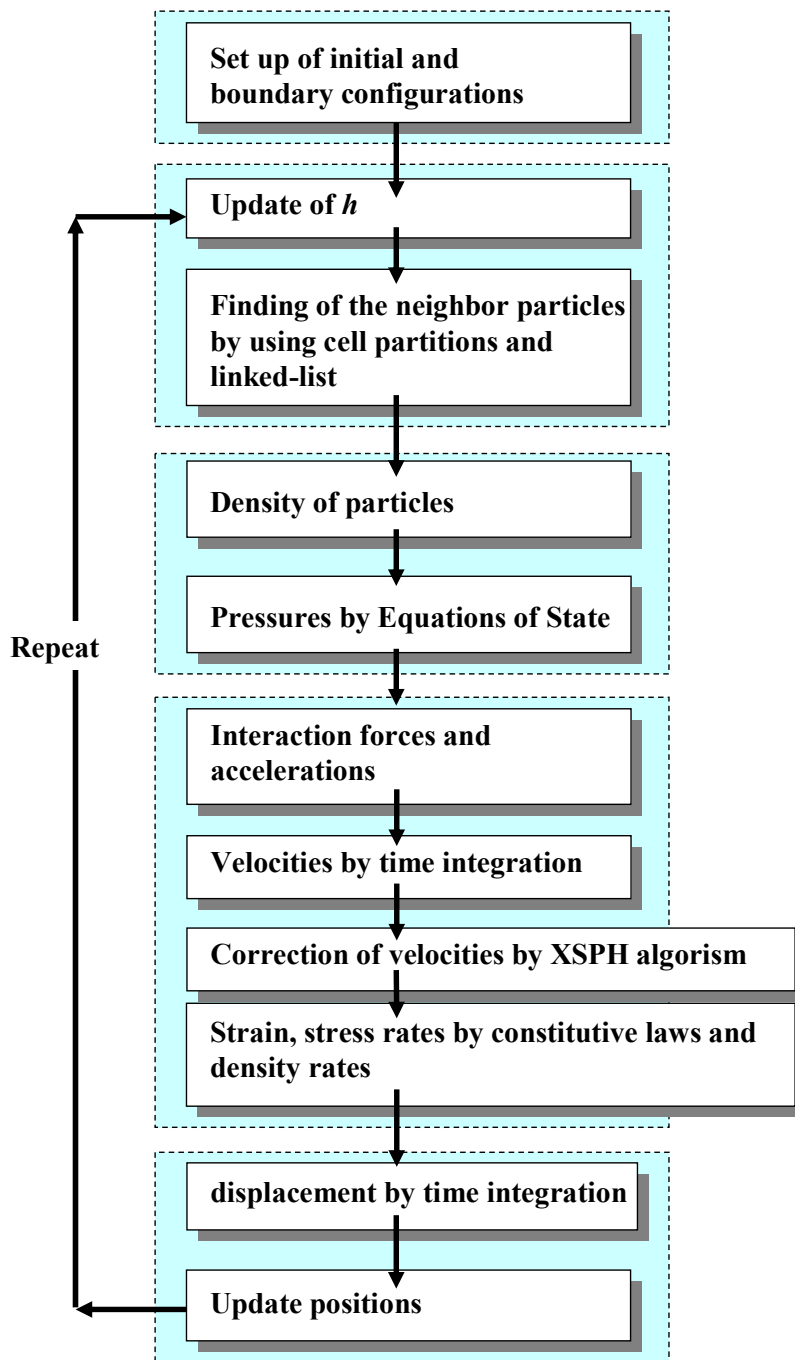 Set up of initial and
boundary configurations
Update of h
Finding of the neighbor particles
by using cell partitions and
linked-list
Density of particles
Pressures by Equations of State
Repeat
Interaction forces and
accelerations
Velocities by time integration
Correction of velocities by XSPH algorism
Strain, stress rates by constitutive laws and
density rates
displacement by time integration
Update positions